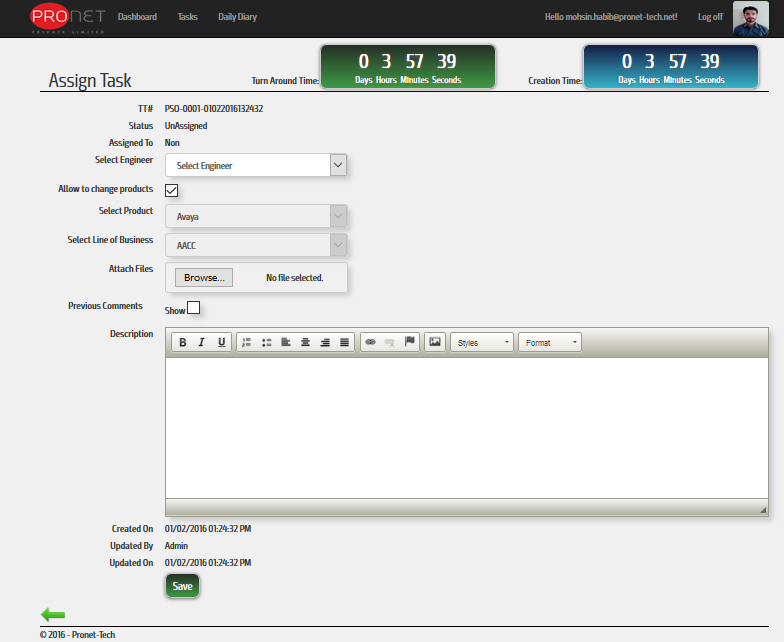 PRONET
PRIVATE LIMITED
Dashboard Tasks Daily Diary Hello mohsin.habib@pronet-tech.net! Log off
Assign Task
Turn Around Time: 0 3 57 39
Days Hours Minutes Seconds
Creation Time: 0 3 57 39
Days Hours Minutes Seconds
TT# PSO-0001-01022016132432
Status UnAssigned
Assigned To Non
Select Engineer Select Engineer
Allow to change products
Select Product Avaya
Select Line of Business AACC
Attach Files Browse... No file selected.
Previous Comments Show
Description B I U Styles Format
Created On 01/02/2016 01:24:32 PM
Updated By Admin
Updated On 01/02/2016 01:24:32 PM
Save
© 2016 - Pronet-Tech